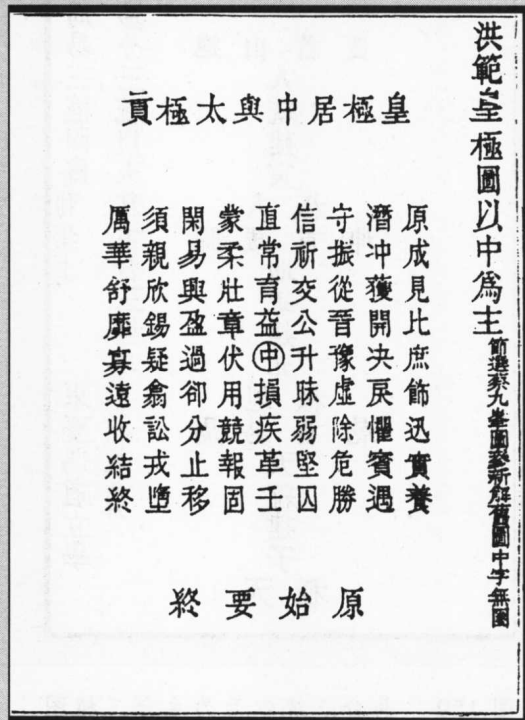 洪範皇極圖以中爲主
節選蔡九峯圖 新解舊圖中字無圈
皇極居中與太極
原成見比庶飾迅實養
潛冲獲開决戾懼賓遇
守振從晉豫虛除危勝
信祈交公升昧弱堅囚
直常育益中損疾革壬
蒙柔壯章伏用競報固
閑易興盈過卻分止移
須親欣錫疑翕訟戎墮
厲華舒靡寡遠收結終
原始要終